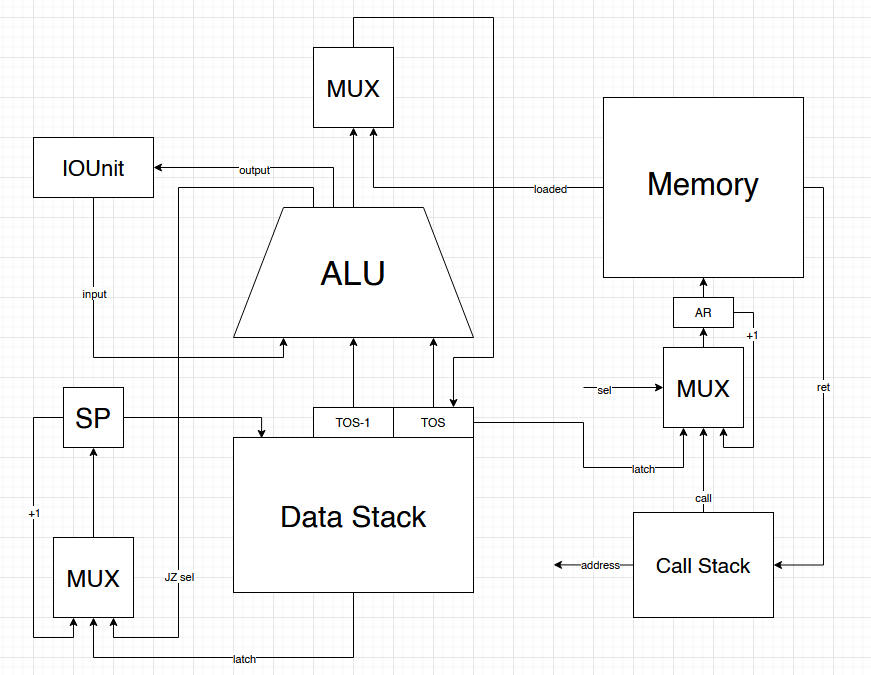 MUX
IOUnit
output
Memory
loaded
ALU
input
AR
+1
MUX
sel
ret
SP
TOS-1
TOS
latch
call
+1
Data Stack
MUX
JZ sel
address
Call Stack
latch